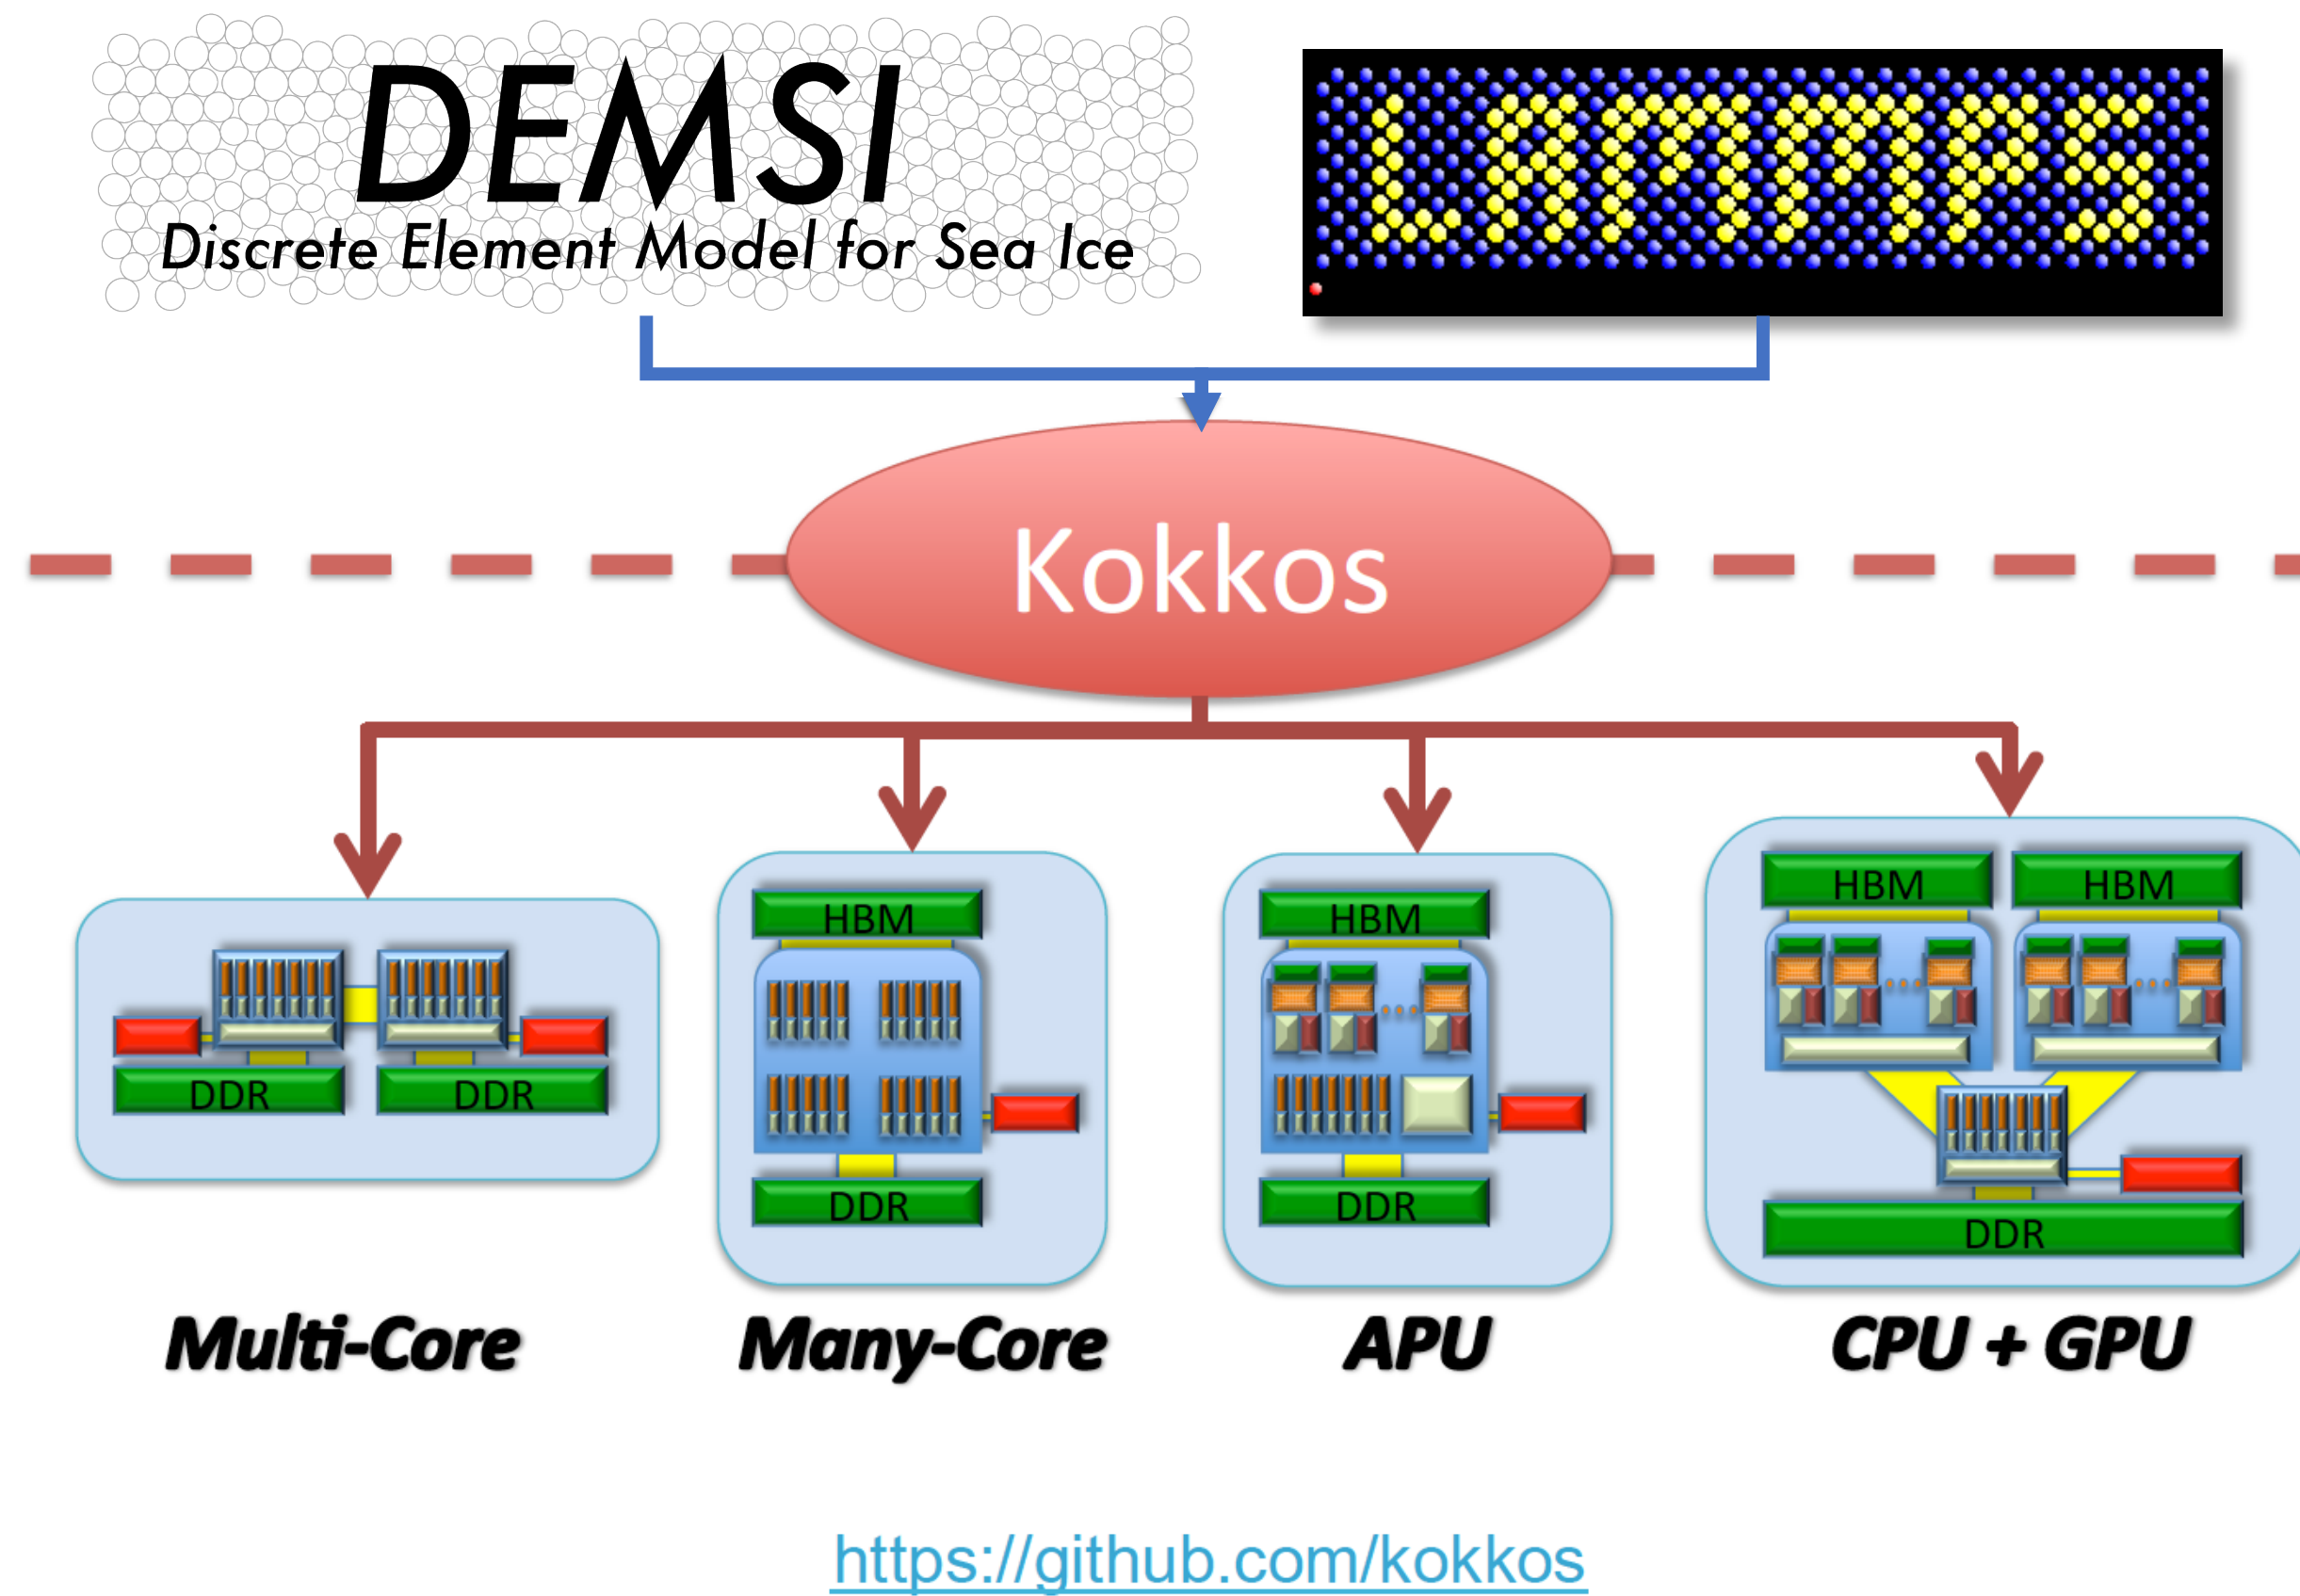 DEMSI
Discrete Element Model for Sea Ice
LAMMPS
Kokkos
HBM
HBM
HBM
HBM
DDR
DDR
DDR
DDR
DDR
Multi-Core
Many-Core
APU
CPU + GPU
https://github.com/kokkos